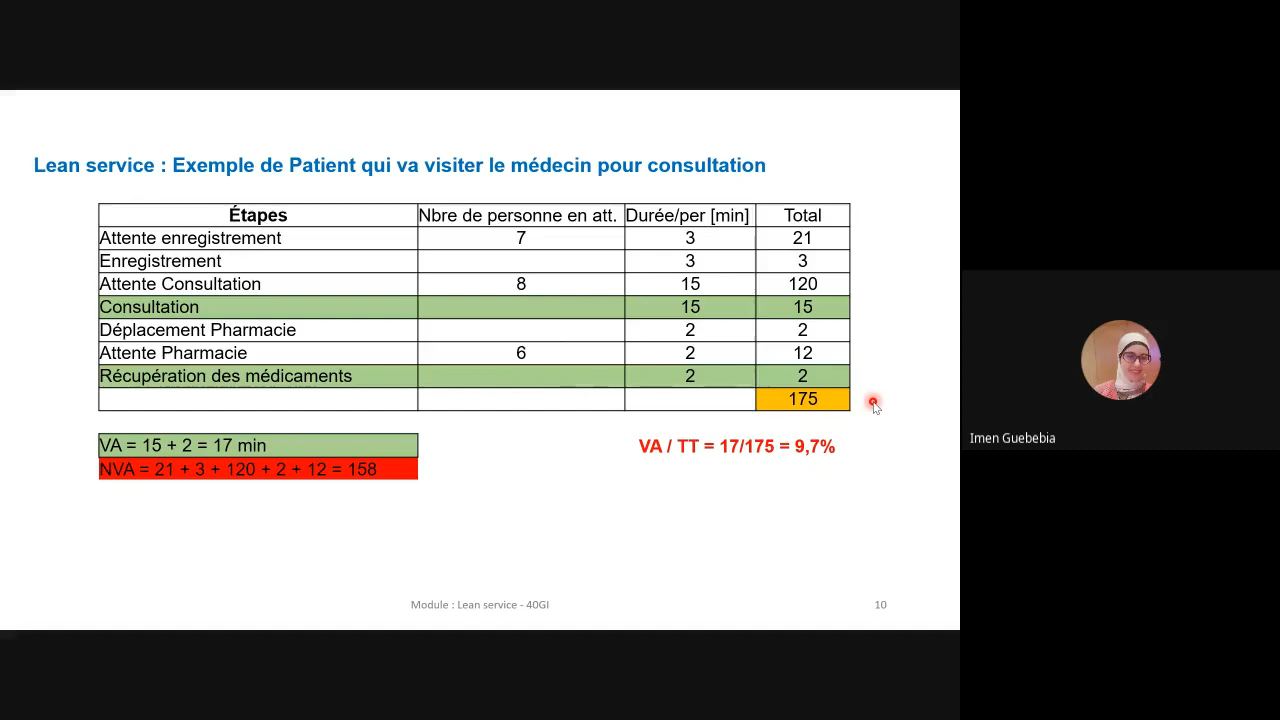 Lean service : Exemple de Patient qui va visiter le médecin pour consultation
Étapes Nbre de personne en att. Durée/per [min] Total
Attente enregistrement 7 3 21
Enregistrement 3 3
Attente Consultation 8 15 120
Consultation 15 15
Déplacement Pharmacie 2 2
Attente Pharmacie 6 2 12
Récupération des médicaments 2 2
175
VA = 15 + 2 = 17 min
VA / TT = 17/175 = 9,7%
NVA = 21 + 3 + 120 + 2 + 12 = 158
Imen Guebebia
Module : Lean service - 40GI
10